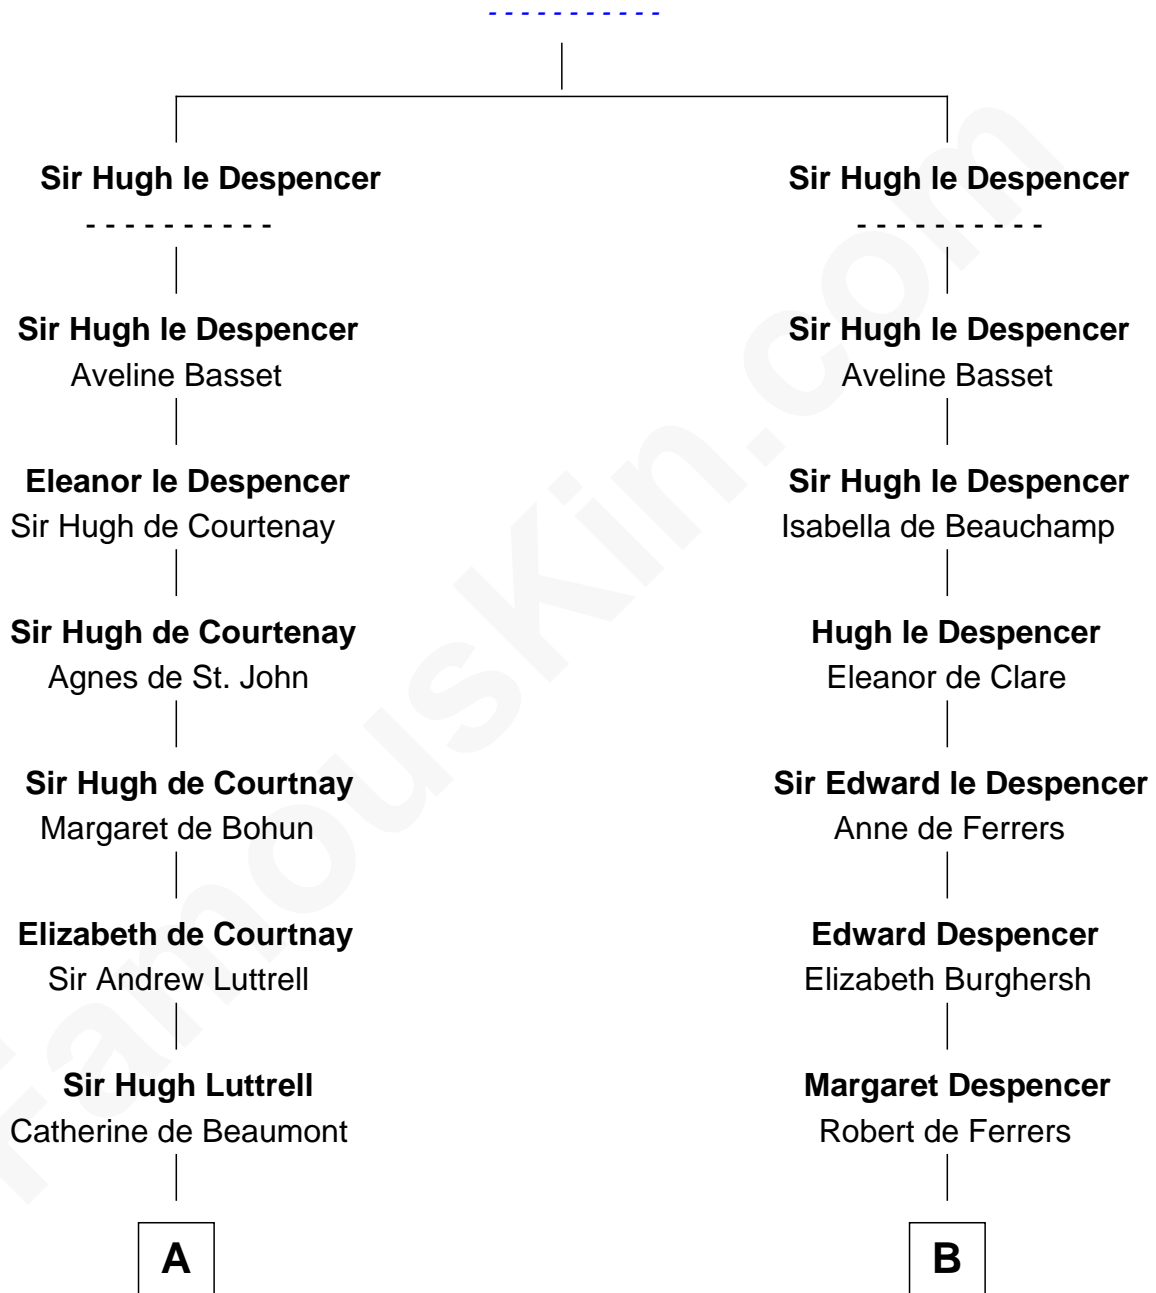 - - - - - - - - - - -
Sir Hugh le Despencer
- - - - - - - - - -
Sir Hugh le Despencer
Aveline Basset
Eleanor le Despencer
Sir Hugh de Courtenay
Sir Hugh de Courtenay
Agnes de St. John
Sir Hugh de Courtnay
Margaret de Bohun
Elizabeth de Courtnay
Sir Andrew Luttrell
Sir Hugh Luttrell
Catherine de Beaumont
A
Sir Hugh le Despencer
- - - - - - - - - -
Sir Hugh le Despencer
Aveline Basset
Sir Hugh le Despencer
Isabella de Beauchamp
Hugh le Despencer
Eleanor de Clare
Sir Edward le Despencer
Anne de Ferrers
Edward Despencer
Elizabeth Burghersh
Margaret Despencer
Robert de Ferrers
B
FamousKin.com